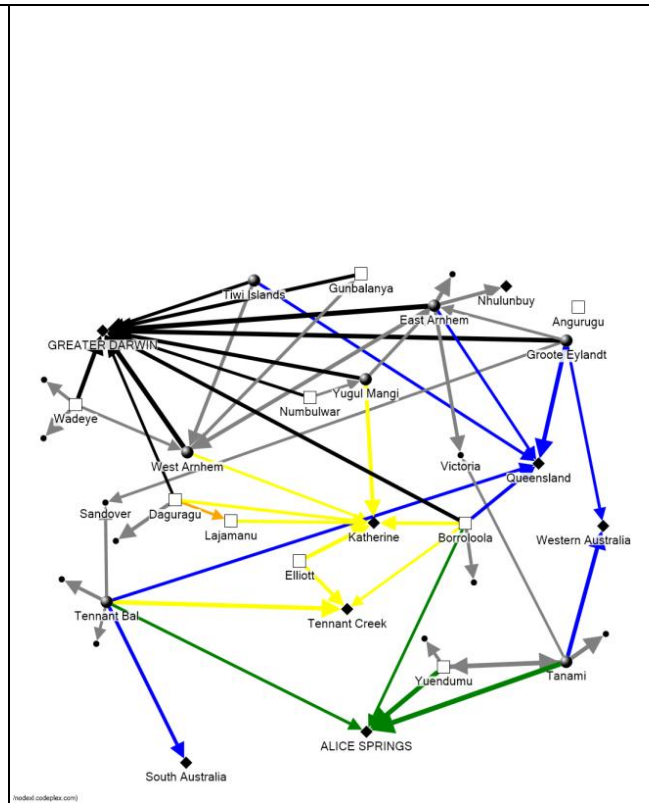 Gunbalanya
Tiwi Islands
Nhulunbuy
East Arnhem
Angurugu
GREATER DARWIN
Groote Eylandt
Yugul Mangi
Numbulwar
Wadeye
West Arnhem
Victoria
Queensland
Sandover
Daguragu
Lajamanu
Katherine
Borroloola
Western Australia
Elliott
Tennant Bal
Tennant Creek
Yuendumu
Tanami
ALICE SPRINGS
South Australia
/nodexl.codeplex.com)